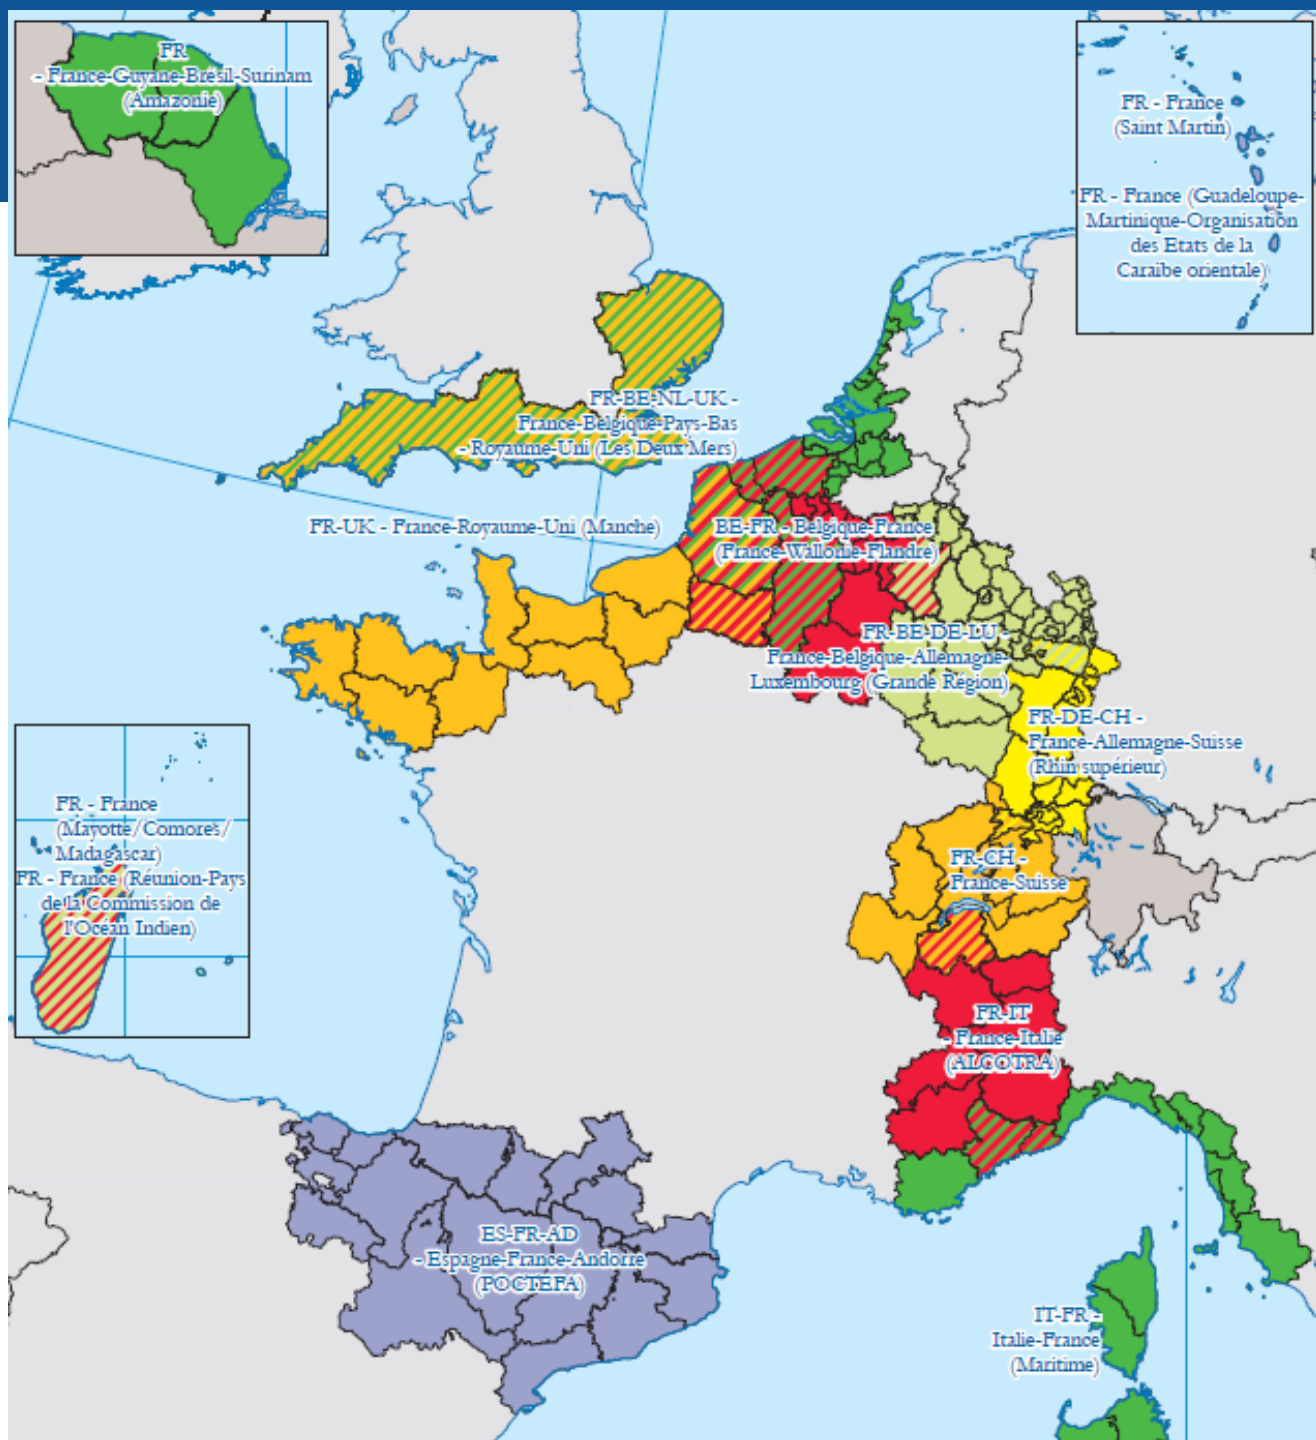 FR
- France-Guyane-Brésil-Surinam
(Amazonie)
FR - France
(Saint Martin)
FR - France (Guadeloupe-
Martinique-Organisation
des Etats de la
Caraïbe orientale)
FR-BE-NL-UK -
France-Belgique-Pays-Bas
- Royaume-Uni (Les Deux Mers)
FR-UK - France-Royaume-Uni (Manche)
BE-FR - Belgique-France
(France-Wallonie-Flandre)
FR-BE-DE-LU -
France-Belgique-Allemagne-
Luxembourg (Grande Région)
FR-DE-CH -
France-Allemagne-Suisse
(Rhin supérieur)
FR - France
(Mayotte/Comores/
Madagascar)
FR - France (Réunion-Pays
de la Commission de
l'Océan Indien)
FR-CH -
France-Suisse
FR-IT
- France-Italie
(ALCOTRA)
ES-FR-AD
- Espagne-France-Andorre
(POCTEFA)
IT-FR -
Italie-France
(Maritime)